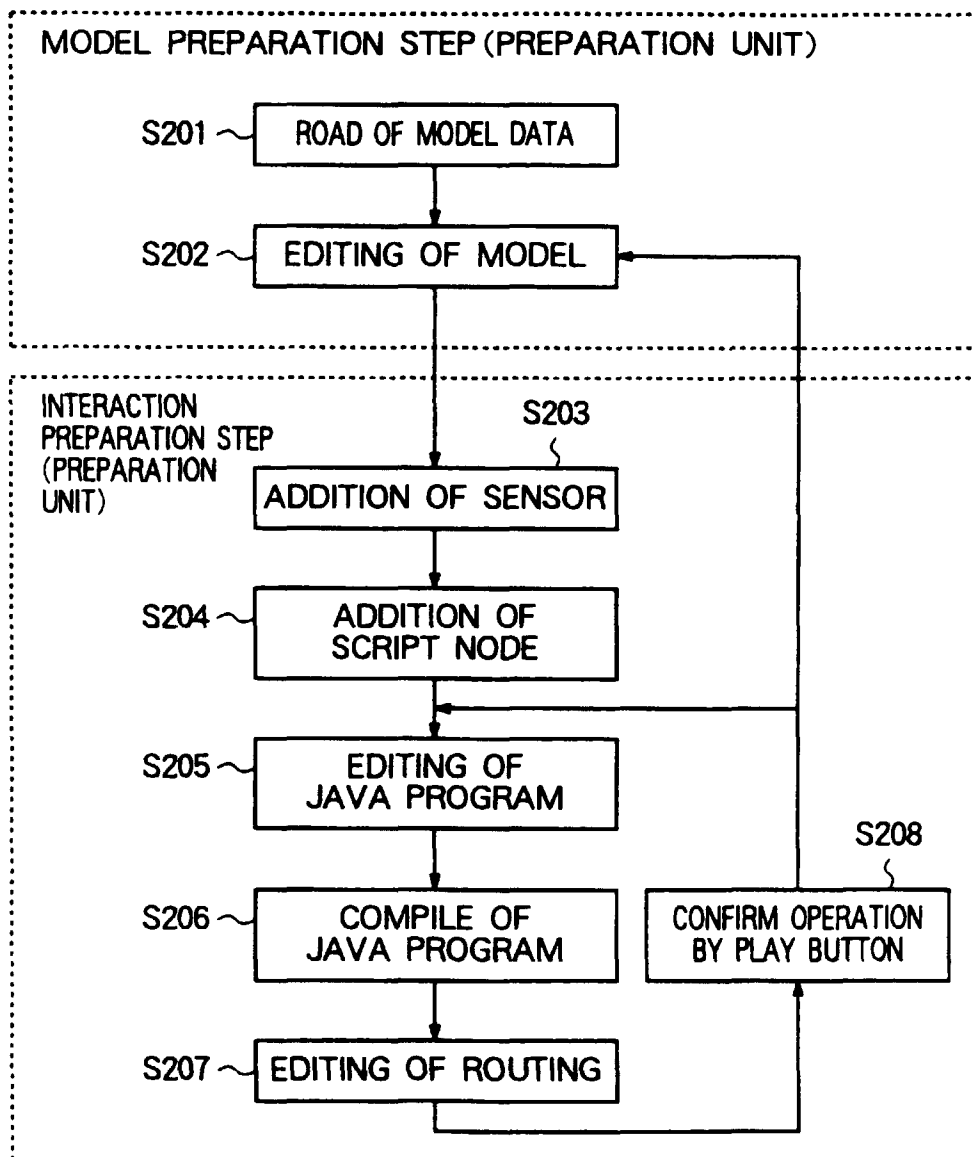 MODEL PREPARATION STEP (PREPARATION UNIT)
S201
ROAD OF MODEL DATA
S202
EDITING OF MODEL
INTERACTION
PREPARATION STEP
(PREPARATION
UNIT)
S203
ADDITION OF SENSOR
S204
ADDITION OF
SCRIPT NODE
S205
EDITING OF
JAVA PROGRAM
S206
COMPILE OF
JAVA PROGRAM
S208
CONFIRM OPERATION
BY PLAY BUTTON
S207
EDITING OF ROUTING